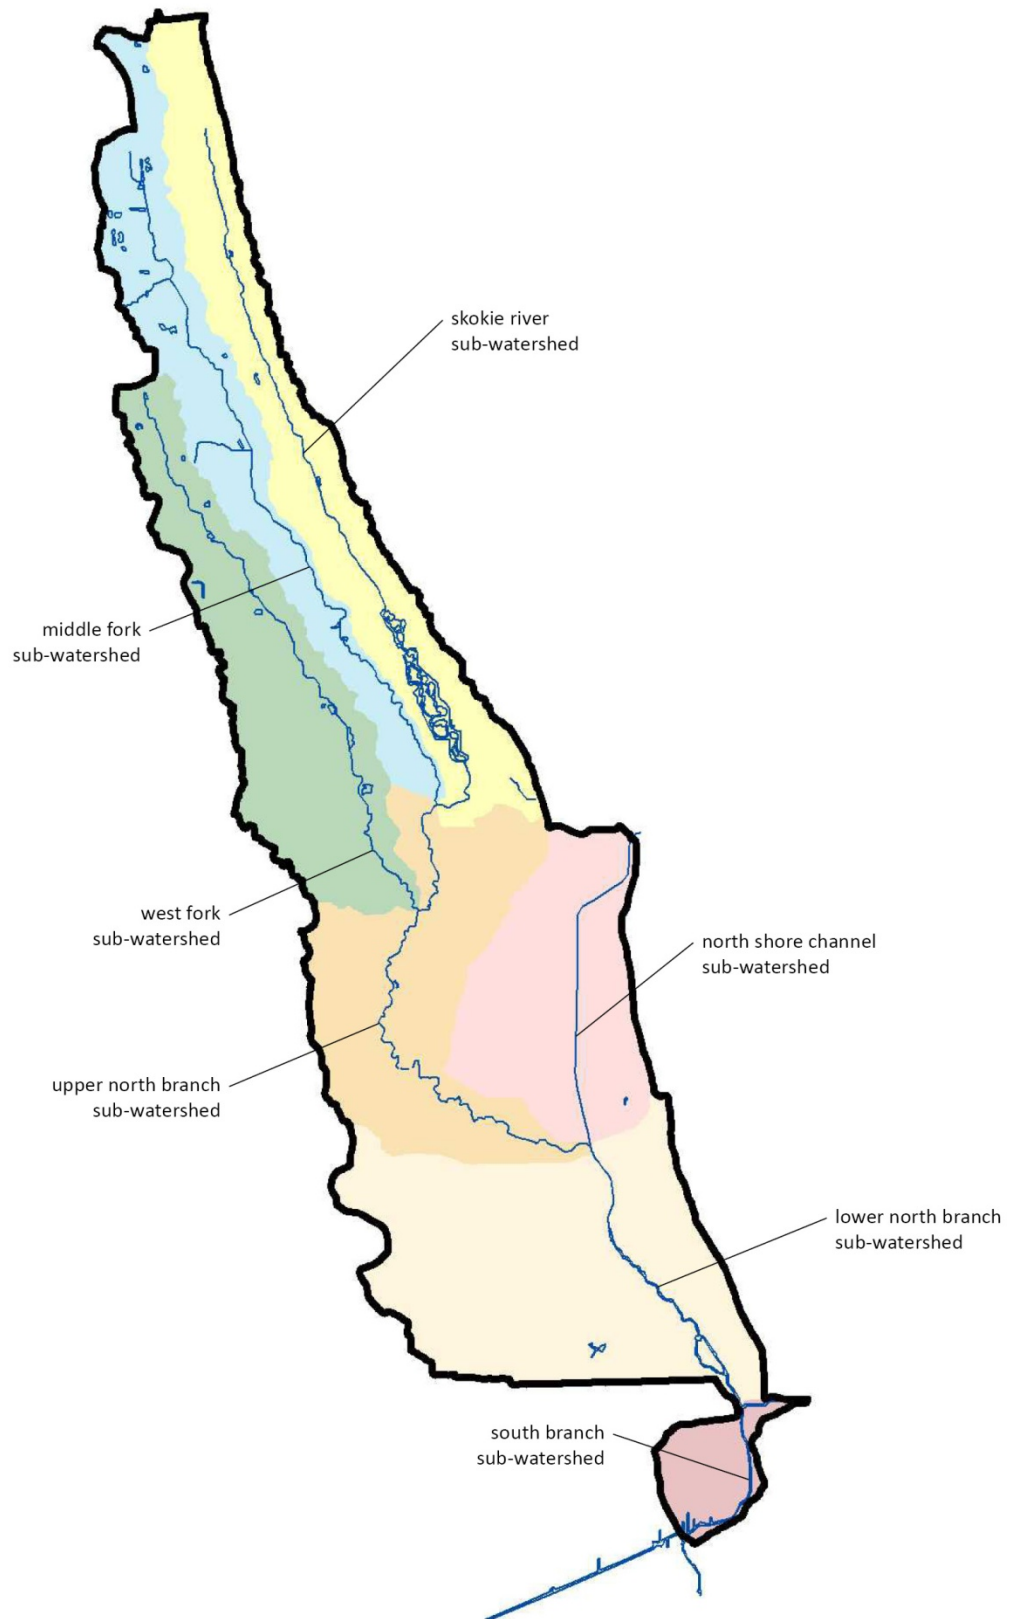 skokie river
sub-watershed
middle fork
sub-watershed
west fork
sub-watershed
north shore channel
sub-watershed
upper north branch
sub-watershed
lower north branch
sub-watershed
south branch
sub-watershed